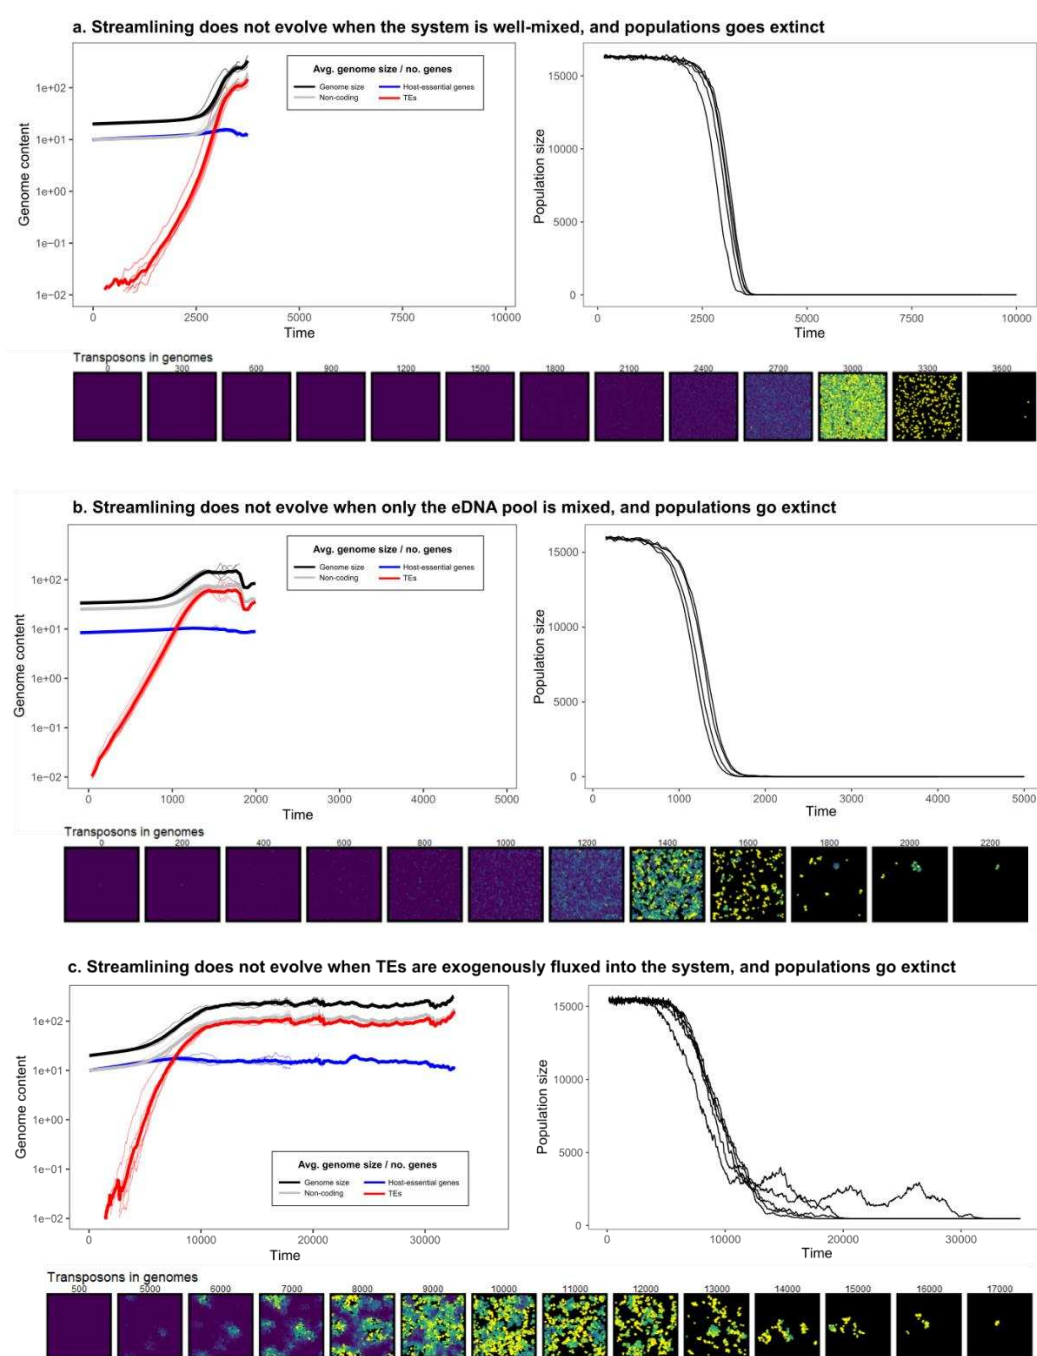 a. Streamlining does not evolve when the system is well-mixed, and populations goes extinct
Genome content
1e+02
1e+01
1e+00
1e−01
1e−02
Avg. genome size / no. genes
Genome size
Host-essential genes
Non-coding
TEs
0 2500 5000 7500 10000
Time
Population size
15000
10000
5000
0
0 2500 5000 7500 10000
Time
Transposons in genomes
0 300 600 900 1200 1500 1800 2100 2400 2700 3000 3300 3600
b. Streamlining does not evolve when only the eDNA pool is mixed, and populations go extinct
Genome content
1e+02
1e+01
1e+00
1e−01
1e−02
Avg. genome size / no. genes
Genome size
Host-essential genes
Non-coding
TEs
0 1000 2000 3000 4000 5000
Time
Population size
15000
10000
5000
0
0 1000 2000 3000 4000 5000
Time
Transposons in genomes
0 200 400 600 800 1000 1200 1400 1600 1800 2000 2200
c. Streamlining does not evolve when TEs are exogenously fluxed into the system, and populations go extinct
Genome content
1e+02
1e+01
1e+00
1e−01
1e−02
Avg. genome size / no. genes
Genome size
Host-essential genes
Non-coding
TEs
0 10000 20000 30000
Time
Population size
15000
10000
5000
0
0 10000 20000 30000
Time
Transposons in genomes
500 5000 6000 7000 8000 9000 10000 11000 12000 13000 14000 15000 16000 17000